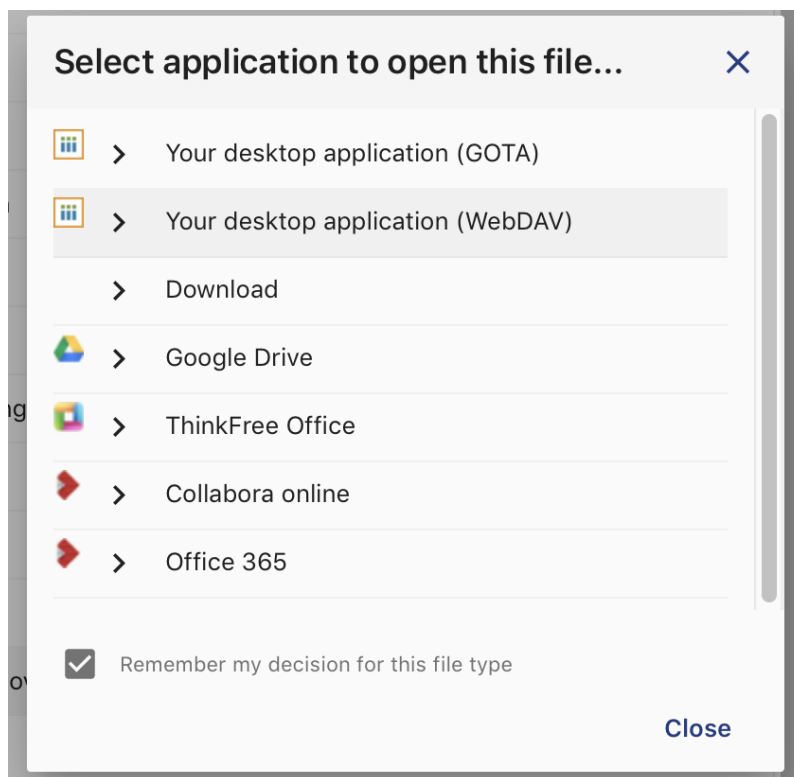 Select application to open this file...
Your desktop application (GOTA)
Your desktop application (WebDAV)
Download
Google Drive
ng
ThinkFree Office
Collabora online
Office 365
Remember my decision for this file type
Close